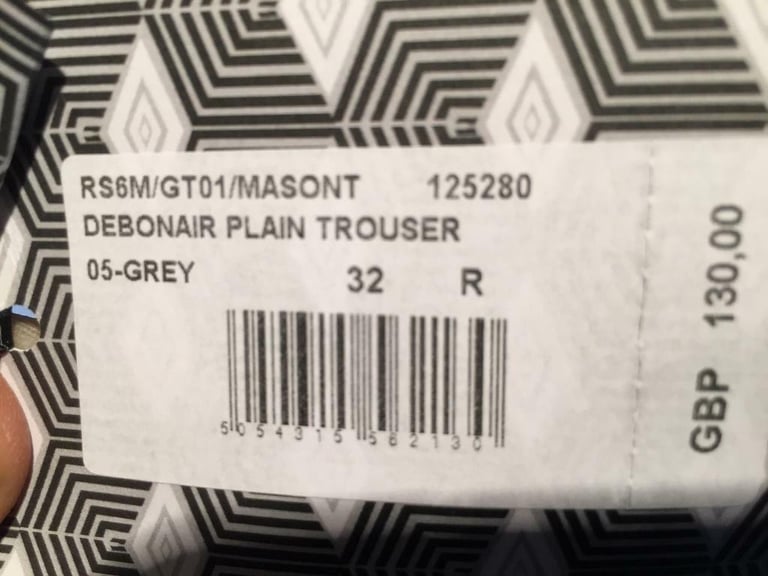 RS6M/GT01/MASONT 125280
DEBONAIR PLAIN TROUSER
05-GREY 32 R
5054315562130
GBP 130,00